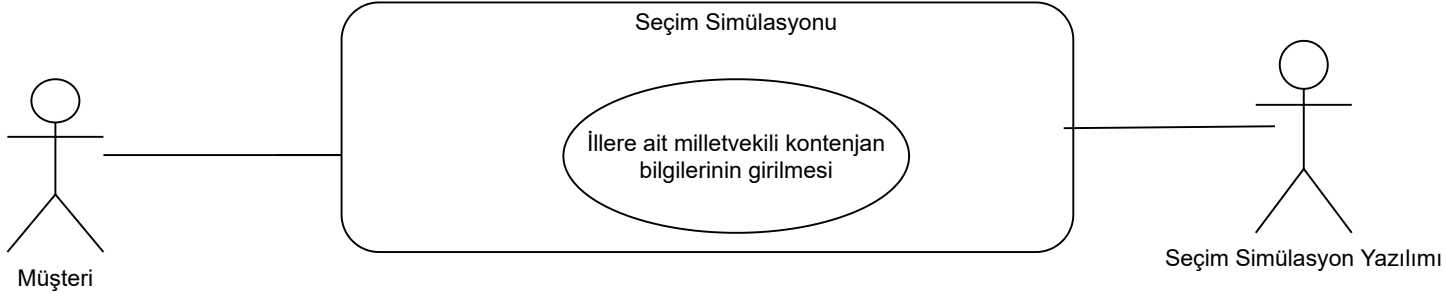 Seçim Simülasyonu
İllere ait milletvekili kontenjan
bilgilerinin girilmesi
Müşteri
Seçim Simülasyon Yazılımı